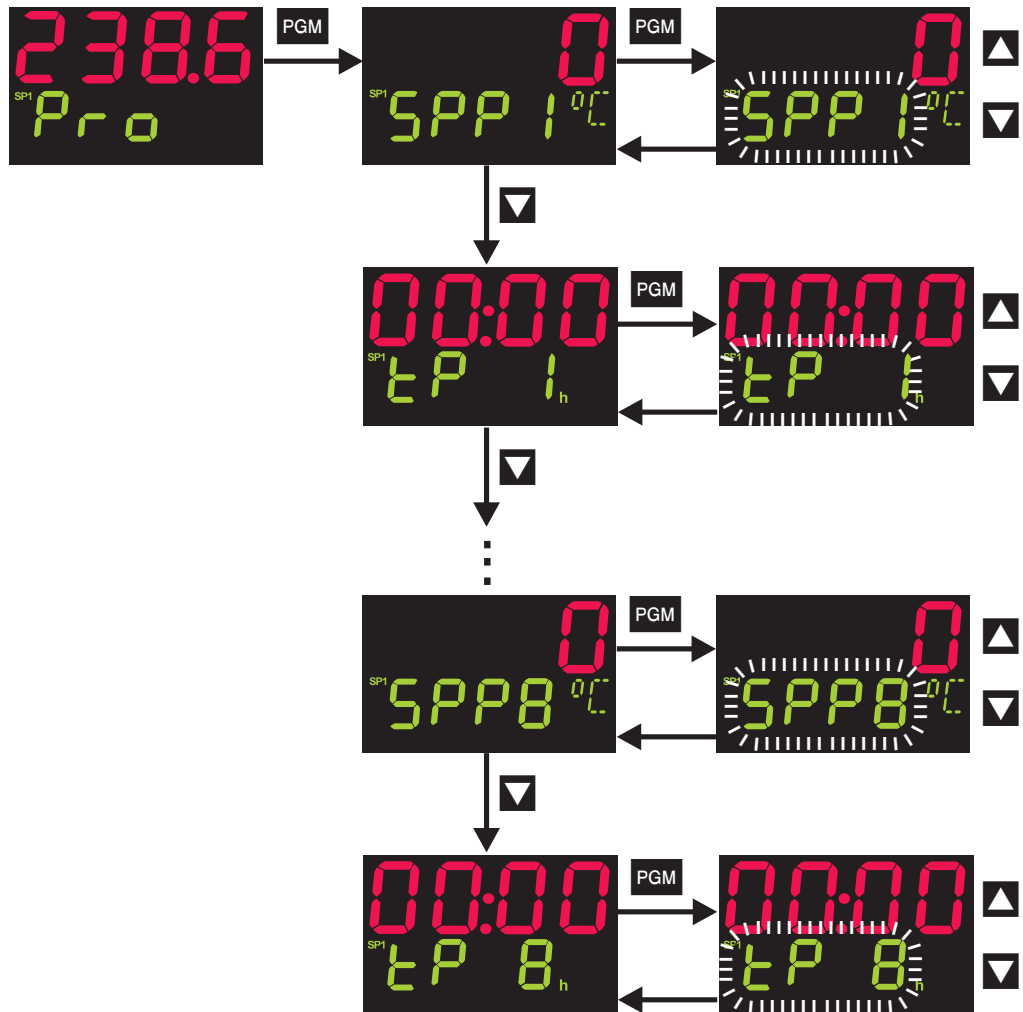 238.6
SP1
Pro
PGM
0
SP1
SPP1 °C
PGM
0
SP1
SPP1 °C
00:00
SP1
tP 1 h
PGM
00:00
SP1
tP 1 h
0
SP1
SPP8 °C
PGM
0
SP1
SPP8 °C
00:00
SP1
tP 8 h
PGM
00:00
SP1
tP 8 h